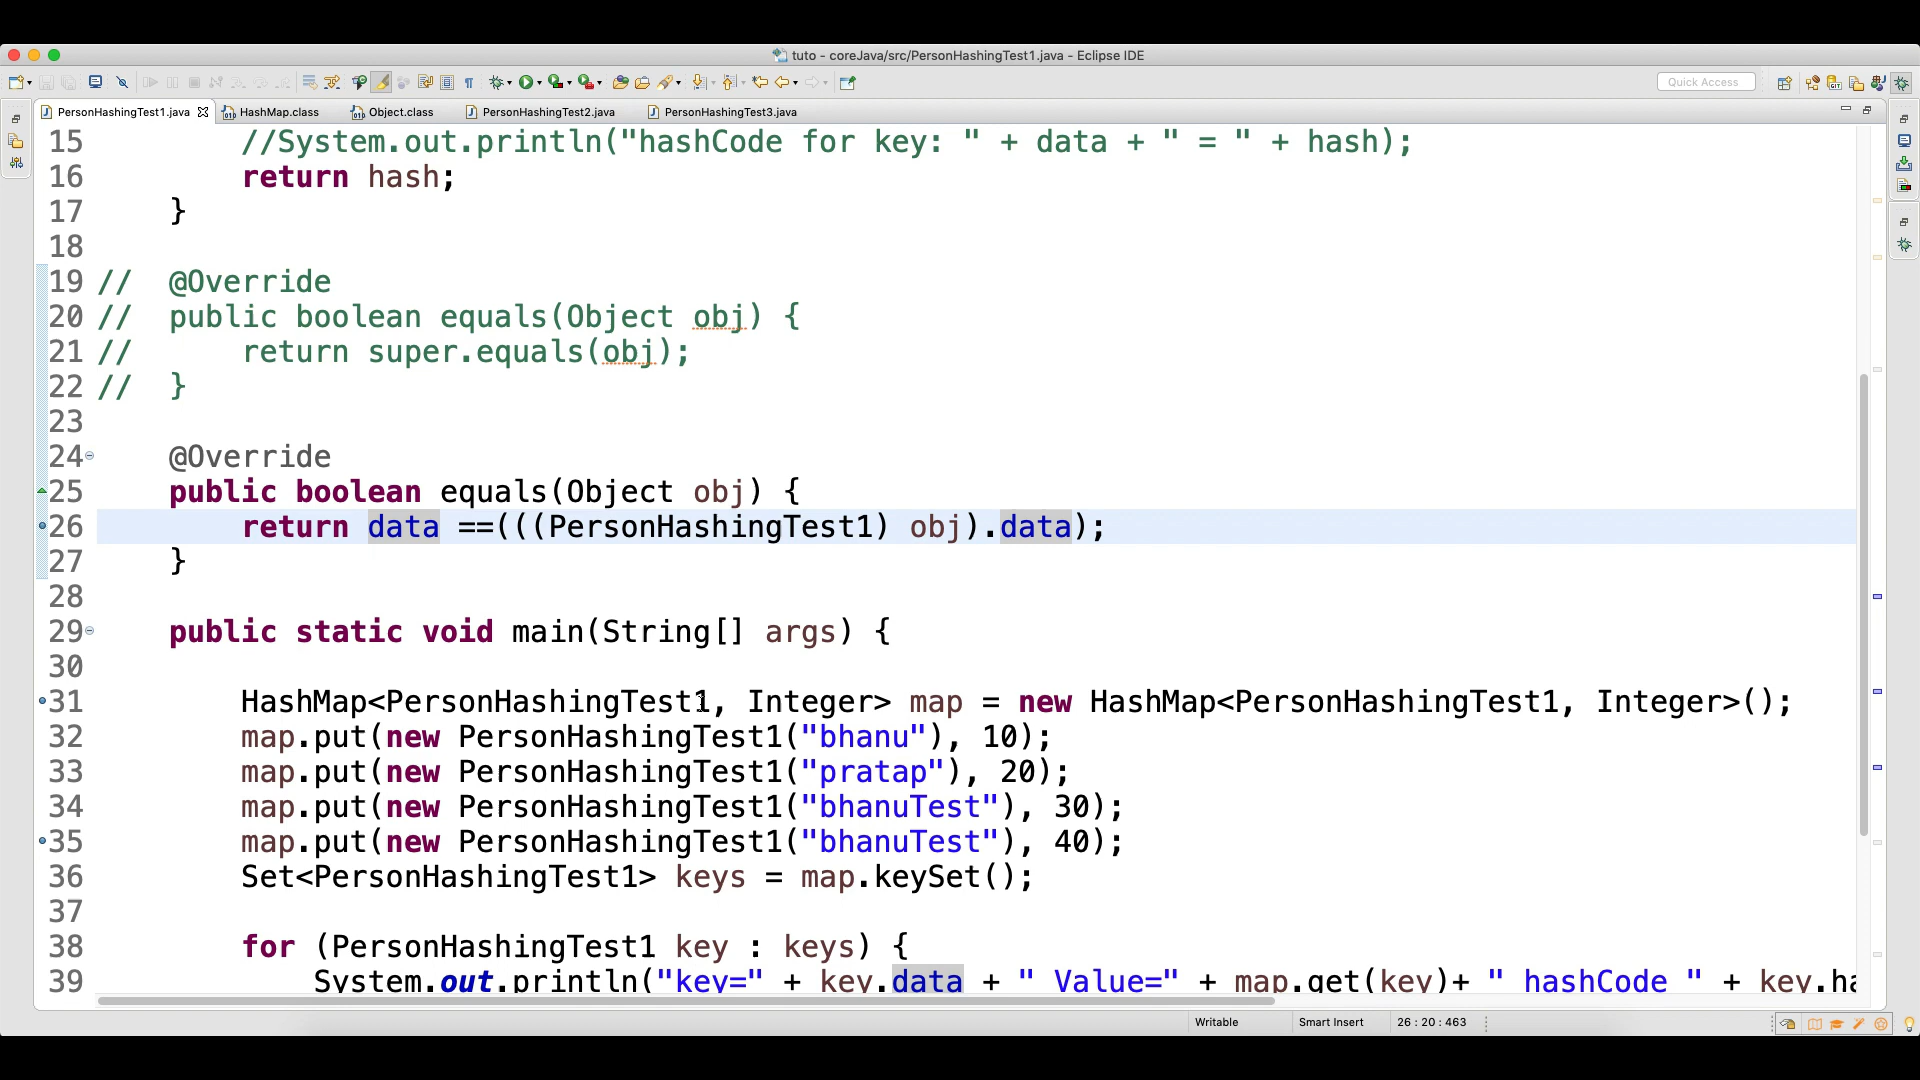 tuto - coreJava/src/PersonHashingTest1.java - Eclipse IDE
Quick Access
PersonHashingTest1.java HashMap.class Object.class PersonHashingTest2.java PersonHashingTest3.java
15 //System.out.println("hashCode for key: " + data + " = " + hash);
16 return hash;
17 }
18
19 // @Override
20 // public boolean equals(Object obj) {
21 // return super.equals(obj);
22 // }
23
24 @Override
25 public boolean equals(Object obj) {
26 return data ==(((PersonHashingTest1) obj).data);
27 }
28
29 public static void main(String[] args) {
30
31 HashMap<PersonHashingTest1, Integer> map = new HashMap<PersonHashingTest1, Integer>();
32 map.put(new PersonHashingTest1("bhanu"), 10);
33 map.put(new PersonHashingTest1("pratap"), 20);
34 map.put(new PersonHashingTest1("bhanuTest"), 30);
35 map.put(new PersonHashingTest1("bhanuTest"), 40);
36 Set<PersonHashingTest1> keys = map.keySet();
37
38 for (PersonHashingTest1 key : keys) {
39 System.out.println("key=" + key.data + " Value=" + map.get(key)+ " hashCode " + key.ha
Writable Smart Insert 26 : 20 : 463